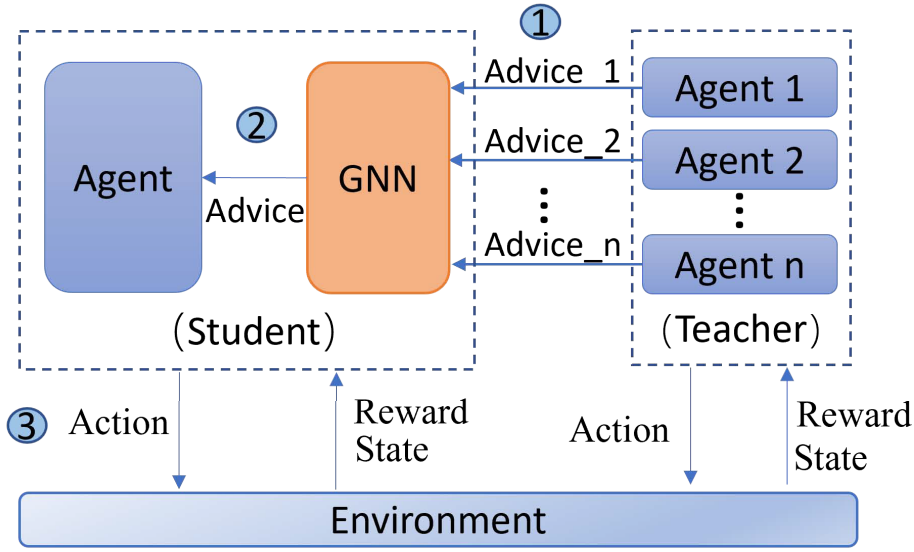 1
Advice_1
Agent 1
2
Advice_2
Agent
GNN
Agent 2
Advice
Advice_n
Agent n
(Student)
(Teacher)
3
Action
Reward
State
Action
Reward
State
Environment